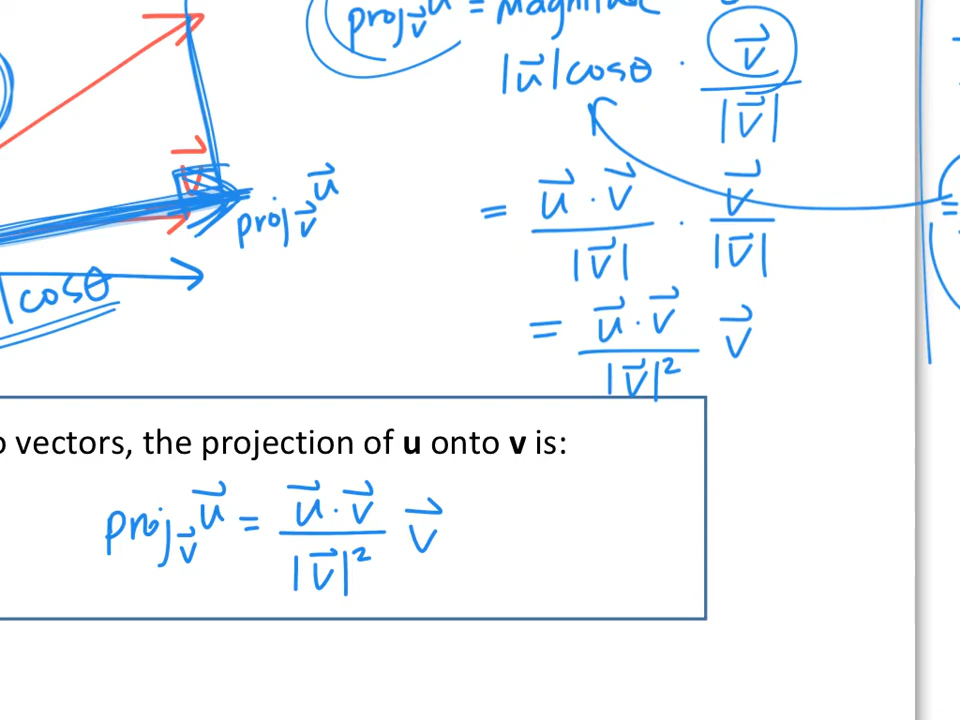 proj_v⃗ u⃗ = Magnitude
|u⃗|cosθ · v⃗/|v⃗|
v⃗
proj_v⃗ u⃗
= (u⃗ · v⃗)/|v⃗| · v⃗/|v⃗|
|cosθ
= (u⃗ · v⃗)/|v⃗|² v⃗
vectors, the projection of u onto v is:
proj_v⃗ u⃗ = (u⃗ · v⃗)/|v⃗|² v⃗